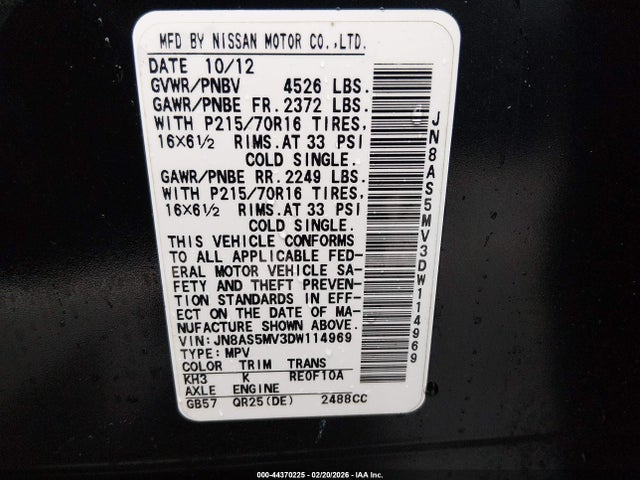 MFD BY NISSAN MOTOR CO.,LTD.
DATE 10/12
GVWR/PNBV 4526 LBS.
GAWR/PNBE FR. 2372 LBS.
WITH P215/70R16 TIRES,
16X6½ RIMS.AT 33 PSI
COLD SINGLE.
GAWR/PNBE RR. 2249 LBS.
WITH P215/70R16 TIRES,
16X6½ RIMS.AT 33 PSI
COLD SINGLE.
THIS VEHICLE CONFORMS
TO ALL APPLICABLE FED-
ERAL MOTOR VEHICLE SA-
FETY AND THEFT PREVEN-
TION STANDARDS IN EFF-
ECT ON THE DATE OF MA-
NUFACTURE SHOWN ABOVE.
VIN: JN8AS5MV3DW114969
TYPE: MPV
COLOR TRIM TRANS
KH3 K RE0F10A
AXLE ENGINE
GB57 QR25(DE) 2488CC
JN8AS5MV3DW114969
000-44370225 - 02/20/2026 - IAA Inc.